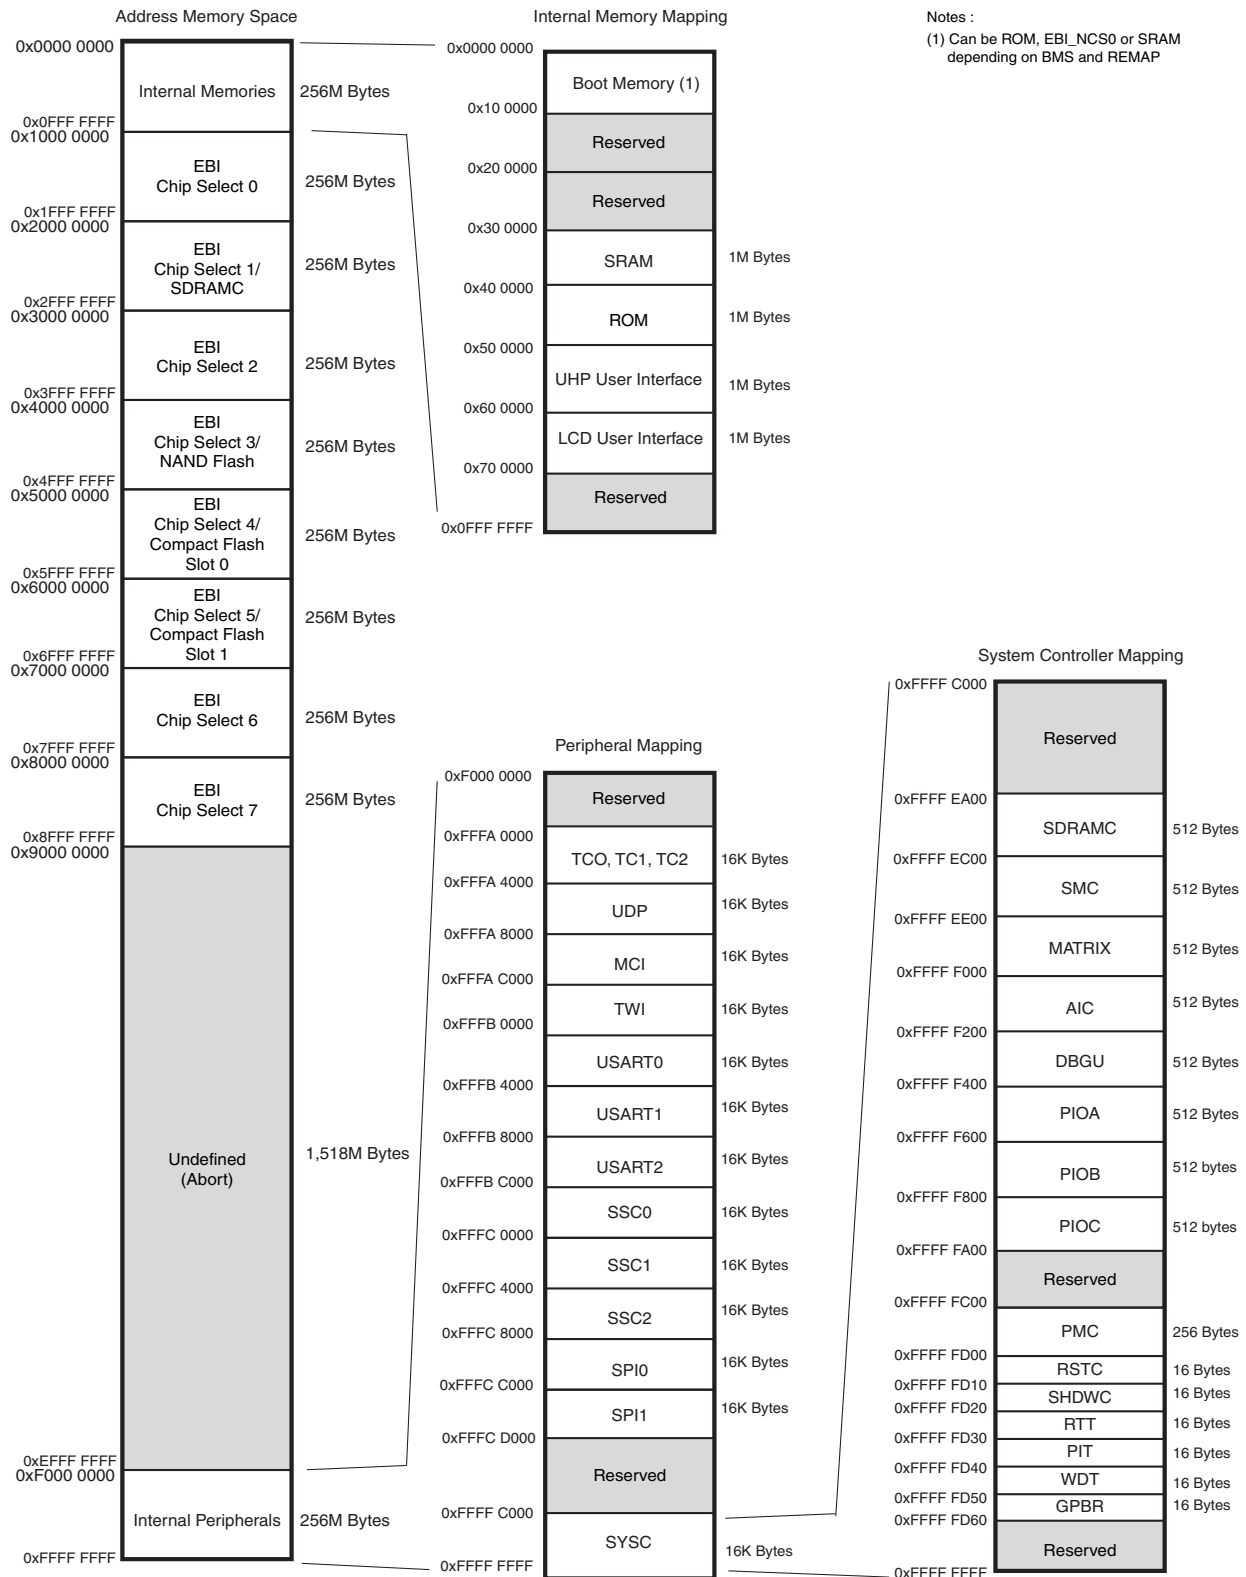 Address Memory Space
0x0000 0000
Internal Memories
256M Bytes
0x0FFF FFFF
0x1000 0000
EBI
Chip Select 0
256M Bytes
0x1FFF FFFF
0x2000 0000
EBI
Chip Select 1/
SDRAMC
256M Bytes
0x2FFF FFFF
0x3000 0000
EBI
Chip Select 2
256M Bytes
0x3FFF FFFF
0x4000 0000
EBI
Chip Select 3/
NAND Flash
256M Bytes
0x4FFF FFFF
0x5000 0000
EBI
Chip Select 4/
Compact Flash
Slot 0
256M Bytes
0x5FFF FFFF
0x6000 0000
EBI
Chip Select 5/
Compact Flash
Slot 1
256M Bytes
0x6FFF FFFF
0x7000 0000
EBI
Chip Select 6
256M Bytes
0x7FFF FFFF
0x8000 0000
EBI
Chip Select 7
256M Bytes
0x8FFF FFFF
0x9000 0000
Undefined
(Abort)
1,518M Bytes
0xEFFF FFFF
0xF000 0000
Internal Peripherals
256M Bytes
0xFFFF FFFF
Internal Memory Mapping
0x0000 0000
Boot Memory (1)
0x10 0000
Reserved
0x20 0000
Reserved
0x30 0000
SRAM
1M Bytes
0x40 0000
ROM
1M Bytes
0x50 0000
UHP User Interface
1M Bytes
0x60 0000
LCD User Interface
1M Bytes
0x70 0000
Reserved
0x0FFF FFFF
Notes :
(1) Can be ROM, EBI_NCS0 or SRAM
depending on BMS and REMAP
Peripheral Mapping
0xF000 0000
Reserved
0xFFFA 0000
TCO, TC1, TC2
16K Bytes
0xFFFA 4000
UDP
16K Bytes
0xFFFA 8000
MCI
16K Bytes
0xFFFA C000
TWI
16K Bytes
0xFFFB 0000
USART0
16K Bytes
0xFFFB 4000
USART1
16K Bytes
0xFFFB 8000
USART2
16K Bytes
0xFFFB C000
SSC0
16K Bytes
0xFFFC 0000
SSC1
16K Bytes
0xFFFC 4000
SSC2
16K Bytes
0xFFFC 8000
SPI0
16K Bytes
0xFFFC C000
SPI1
16K Bytes
0xFFFC D000
Reserved
0xFFFF C000
SYSC
16K Bytes
0xFFFF FFFF
System Controller Mapping
0xFFFF C000
Reserved
0xFFFF EA00
SDRAMC
512 Bytes
0xFFFF EC00
SMC
512 Bytes
0xFFFF EE00
MATRIX
512 Bytes
0xFFFF F000
AIC
512 Bytes
0xFFFF F200
DBGU
512 Bytes
0xFFFF F400
PIOA
512 Bytes
0xFFFF F600
PIOB
512 bytes
0xFFFF F800
PIOC
512 bytes
0xFFFF FA00
Reserved
0xFFFF FC00
PMC
256 Bytes
0xFFFF FD00
RSTC
16 Bytes
0xFFFF FD10
SHDWC
16 Bytes
0xFFFF FD20
RTT
16 Bytes
0xFFFF FD30
PIT
16 Bytes
0xFFFF FD40
WDT
16 Bytes
0xFFFF FD50
GPBR
16 Bytes
0xFFFF FD60
Reserved
0xFFFF FFFF